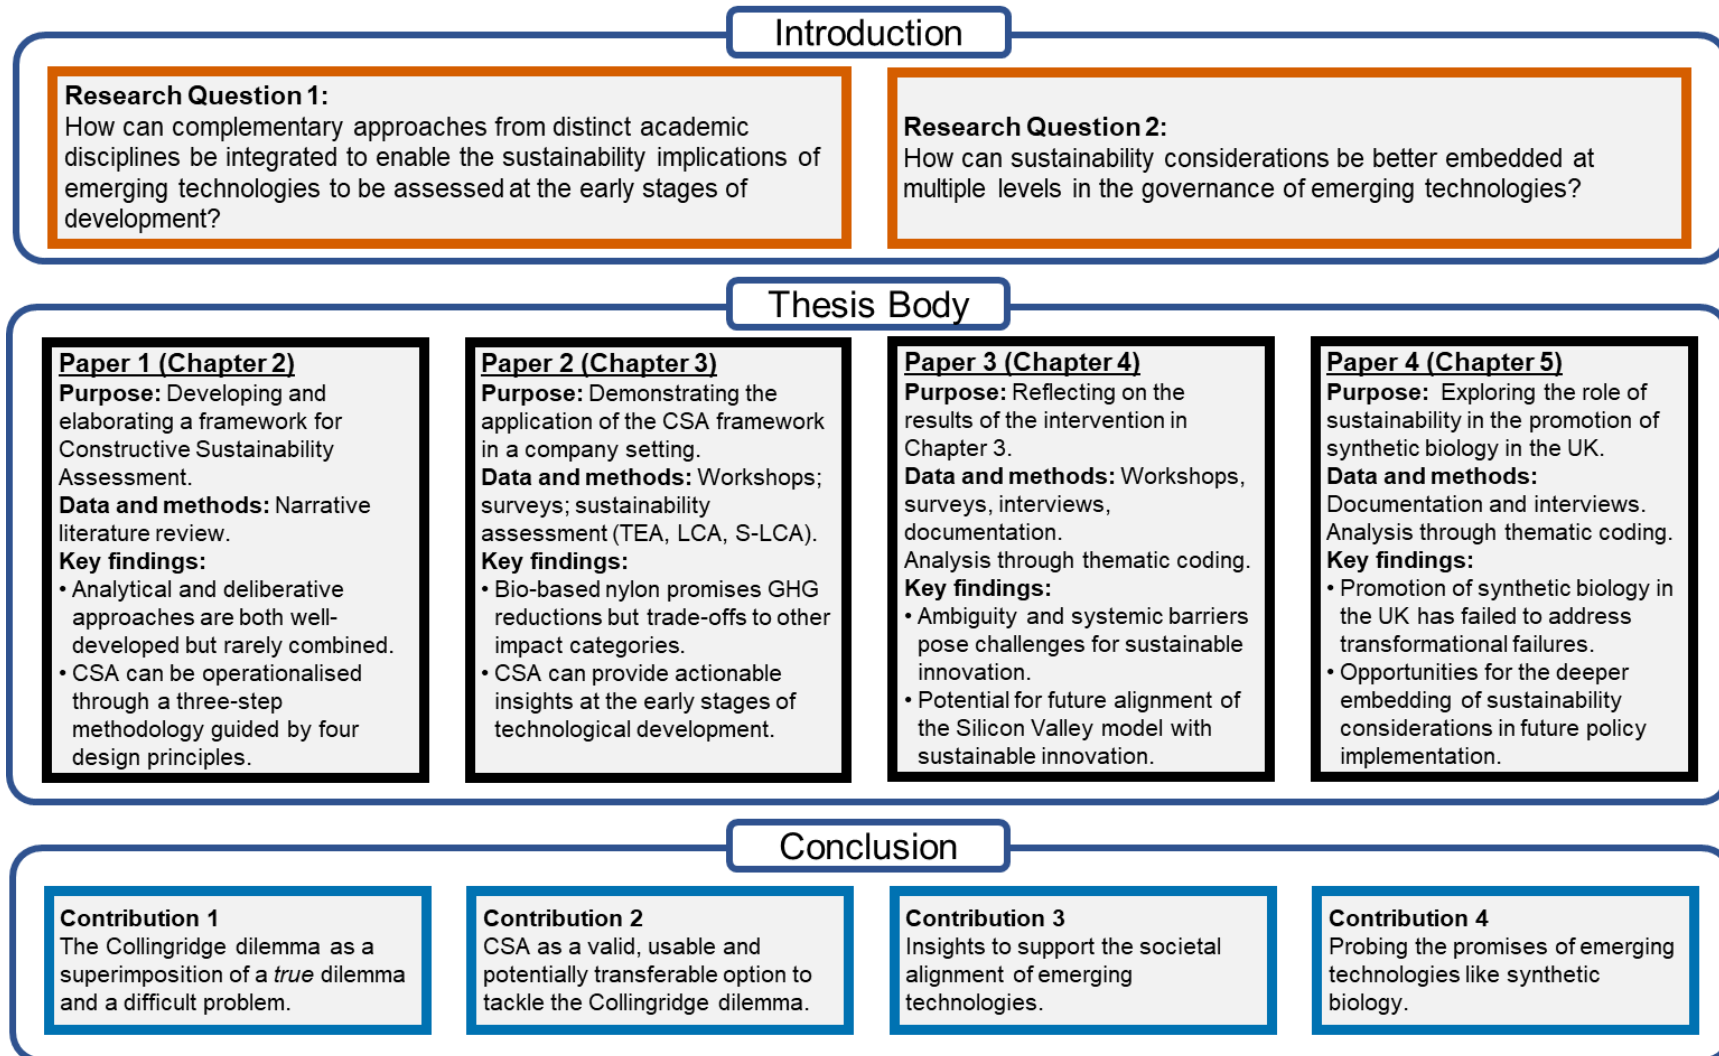 Introduction
Research Question 1:
How can complementary approaches from distinct academic
disciplines be integrated to enable the sustainability implications of
emerging technologies to be assessed at the early stages of
development?
Research Question 2:
How can sustainability considerations be better embedded at
multiple levels in the governance of emerging technologies?
Thesis Body
Paper 1 (Chapter 2)
Purpose: Developing and
elaborating a framework for
Constructive Sustainability
Assessment.
Data and methods: Narrative
literature review.
Key findings:
• Analytical and deliberative
approaches are both well-
developed but rarely combined.
• CSA can be operationalised
through a three-step
methodology guided by four
design principles.
Paper 2 (Chapter 3)
Purpose: Demonstrating the
application of the CSA framework
in a company setting.
Data and methods: Workshops;
surveys; sustainability
assessment (TEA, LCA, S-LCA).
Key findings:
• Bio-based nylon promises GHG
reductions but trade-offs to other
impact categories.
• CSA can provide actionable
insights at the early stages of
technological development.
Paper 3 (Chapter 4)
Purpose: Reflecting on the
results of the intervention in
Chapter 3.
Data and methods: Workshops,
surveys, interviews,
documentation.
Analysis through thematic coding.
Key findings:
• Ambiguity and systemic barriers
pose challenges for sustainable
innovation.
• Potential for future alignment of
the Silicon Valley model with
sustainable innovation.
Paper 4 (Chapter 5)
Purpose: Exploring the role of
sustainability in the promotion of
synthetic biology in the UK.
Data and methods:
Documentation and interviews.
Analysis through thematic coding.
Key findings:
• Promotion of synthetic biology in
the UK has failed to address
transformational failures.
• Opportunities for the deeper
embedding of sustainability
considerations in future policy
implementation.
Conclusion
Contribution 1
The Collingridge dilemma as a
superimposition of a true dilemma
and a difficult problem.
Contribution 2
CSA as a valid, usable and
potentially transferable option to
tackle the Collingridge dilemma.
Contribution 3
Insights to support the societal
alignment of emerging
technologies.
Contribution 4
Probing the promises of emerging
technologies like synthetic
biology.